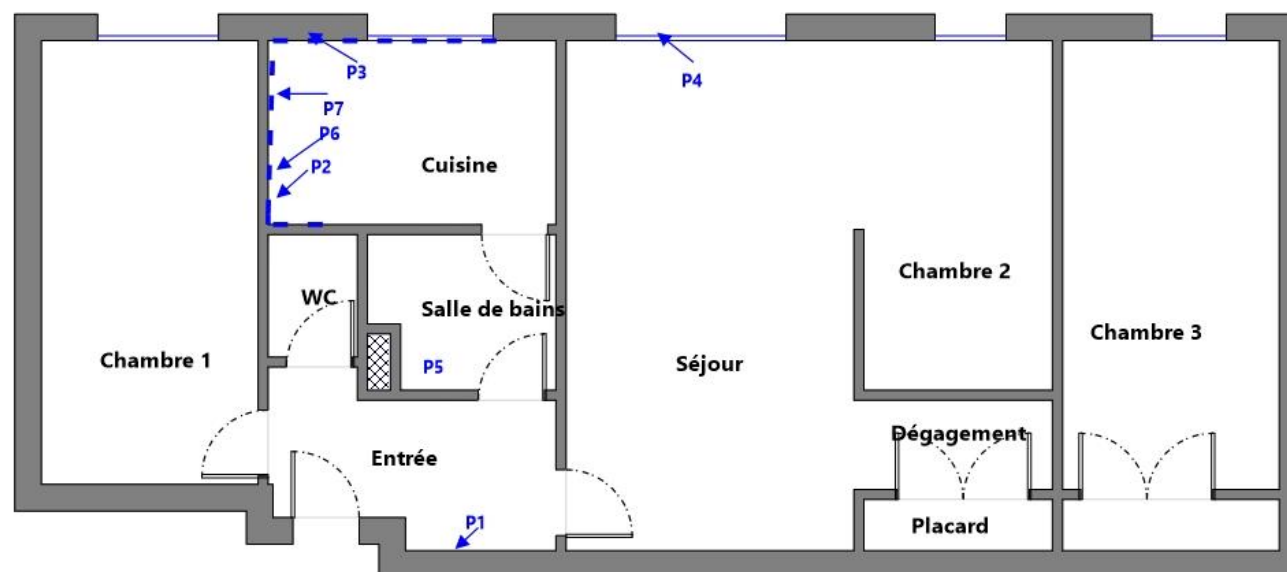 P3
P4
P7
P6
P2
Cuisine
Chambre 2
WC
Salle de bains
Chambre 3
Chambre 1
P5
Séjour
Dégagement
Entrée
P1
Placard